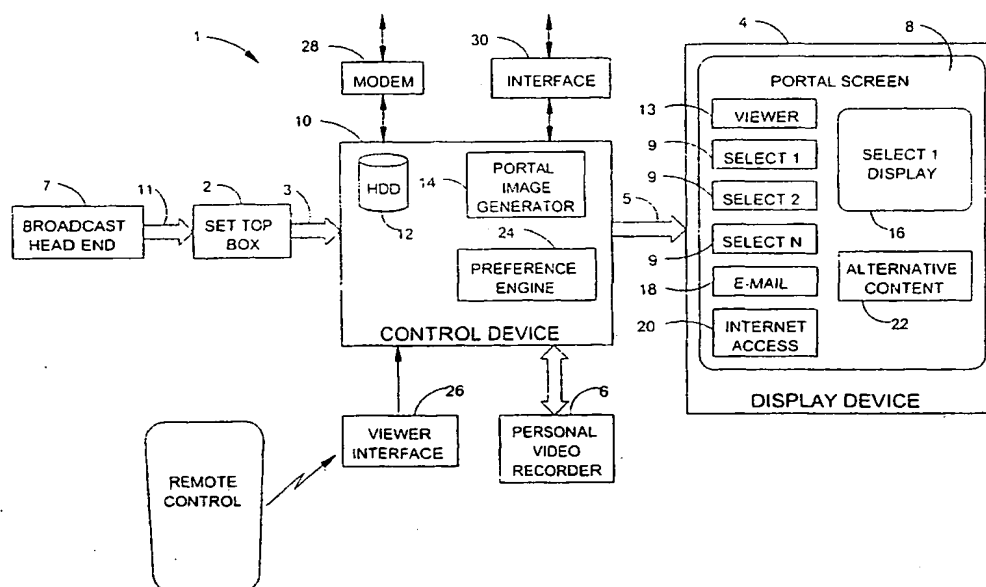 1
28
MODEM
30
INTERFACE
4
8
PORTAL SCREEN
13
VIEWER
9
SELECT 1
9
SELECT 2
9
SELECT N
18
E-MAIL
20
INTERNET
ACCESS
SELECT 1
DISPLAY
16
ALTERNATIVE
CONTENT
22
DISPLAY DEVICE
10
HDD
12
14
PORTAL
IMAGE
GENERATOR
24
PREFERENCE
ENGINE
CONTROL DEVICE
5
7
BROADCAST
HEAD END
11
2
SET TOP
BOX
3
26
VIEWER
INTERFACE
6
PERSONAL
VIDEO
RECORDER
REMOTE
CONTROL